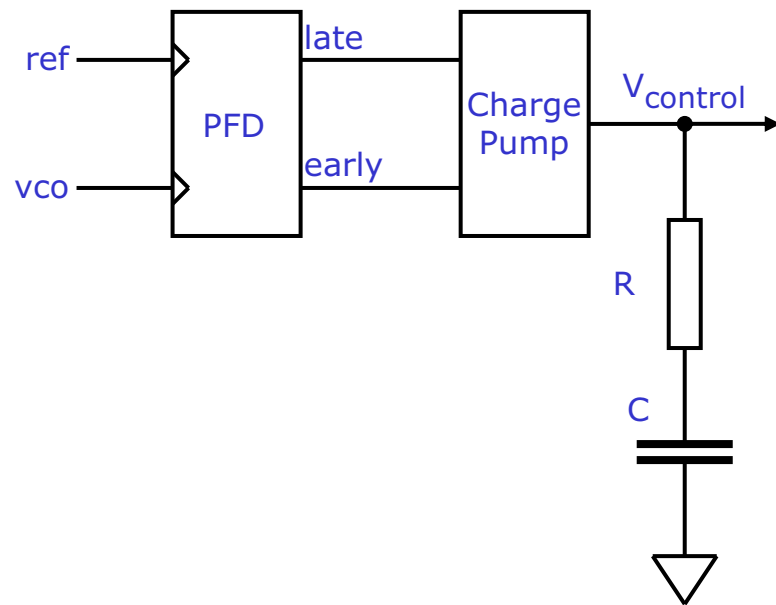 late
ref
PFD
early
vco
Charge
Pump
Vcontrol
R
C